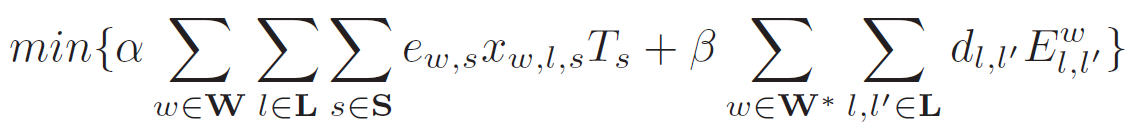 min{α ∑_{w∈𝐖} ∑_{l∈𝐋} ∑_{s∈𝐒} e_{w,s}x_{w,l,s}T_s + β ∑_{w∈𝐖*} ∑_{l,l′∈𝐋} d_{l,l′}E^w_{l,l′}}